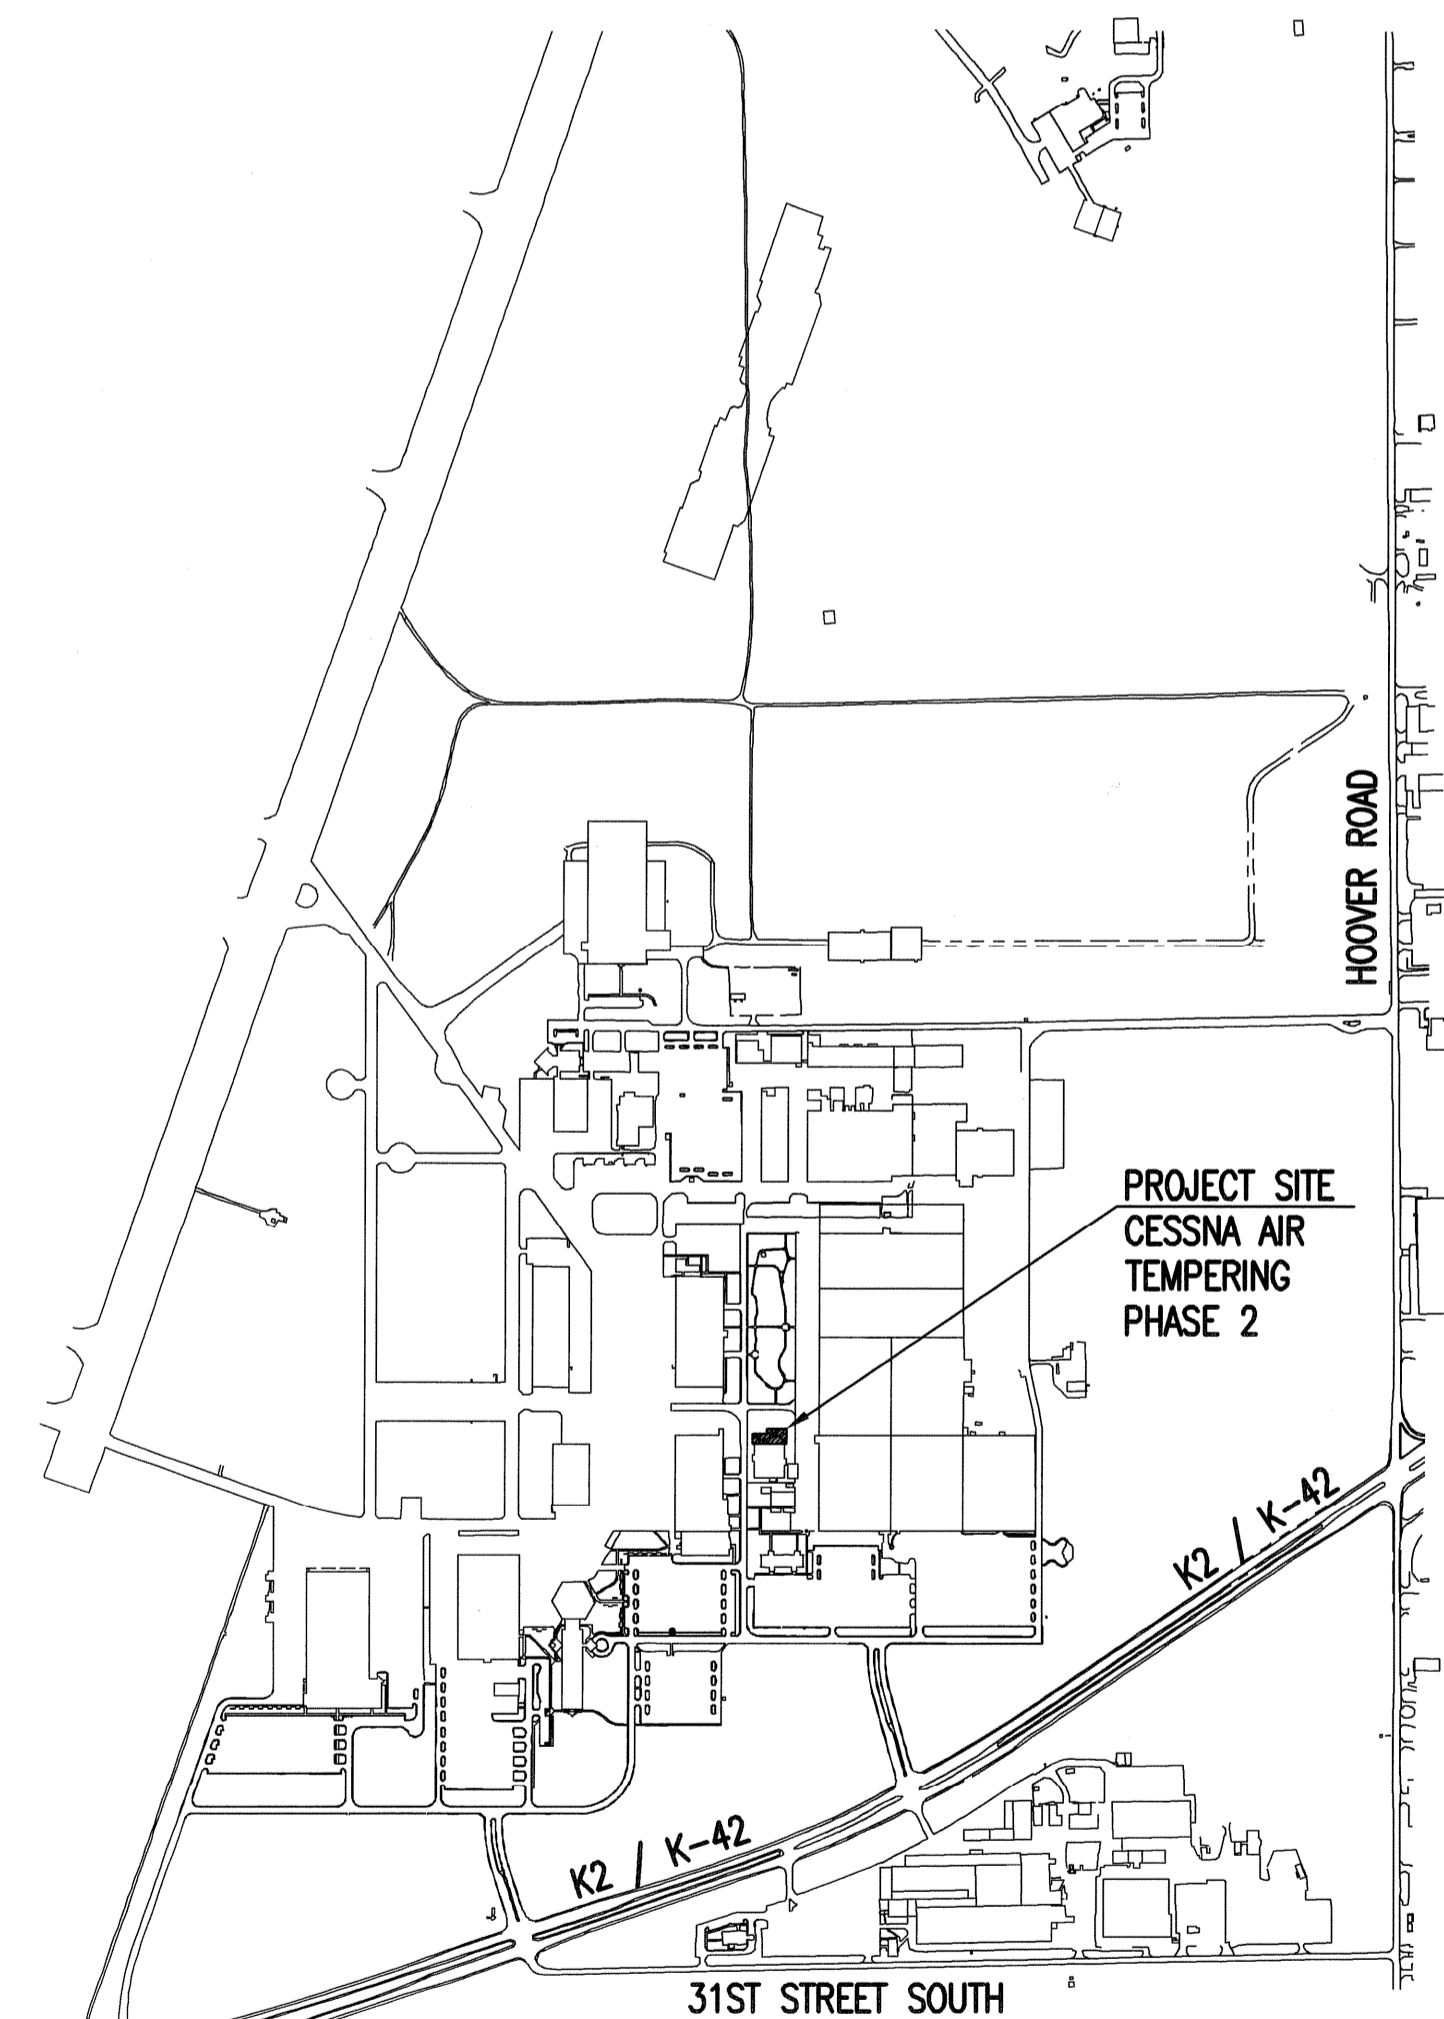 HOOVER ROAD
PROJECT SITE
CESSNA AIR
TEMPERING
PHASE 2
K2 / K-42
K2 / K-42
31ST STREET SOUTH